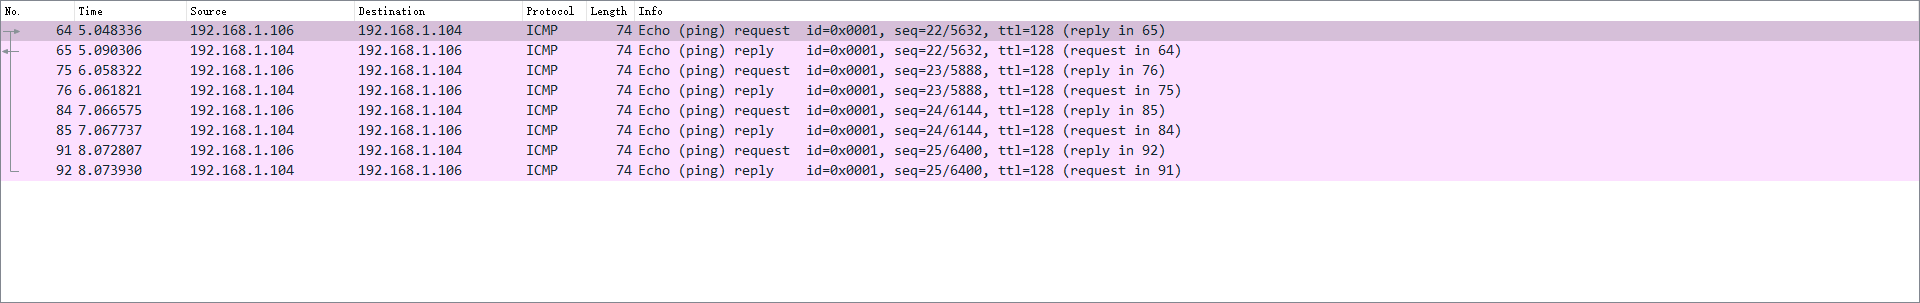 No. Time Source Destination Protocol Length Info
64 5.048336 192.168.1.106 192.168.1.104 ICMP 74 Echo (ping) request id=0x0001, seq=22/5632, ttl=128 (reply in 65)
65 5.090306 192.168.1.104 192.168.1.106 ICMP 74 Echo (ping) reply id=0x0001, seq=22/5632, ttl=128 (request in 64)
75 6.058322 192.168.1.106 192.168.1.104 ICMP 74 Echo (ping) request id=0x0001, seq=23/5888, ttl=128 (reply in 76)
76 6.061821 192.168.1.104 192.168.1.106 ICMP 74 Echo (ping) reply id=0x0001, seq=23/5888, ttl=128 (request in 75)
84 7.066575 192.168.1.106 192.168.1.104 ICMP 74 Echo (ping) request id=0x0001, seq=24/6144, ttl=128 (reply in 85)
85 7.067737 192.168.1.104 192.168.1.106 ICMP 74 Echo (ping) reply id=0x0001, seq=24/6144, ttl=128 (request in 84)
91 8.072807 192.168.1.106 192.168.1.104 ICMP 74 Echo (ping) request id=0x0001, seq=25/6400, ttl=128 (reply in 92)
92 8.073930 192.168.1.104 192.168.1.106 ICMP 74 Echo (ping) reply id=0x0001, seq=25/6400, ttl=128 (request in 91)